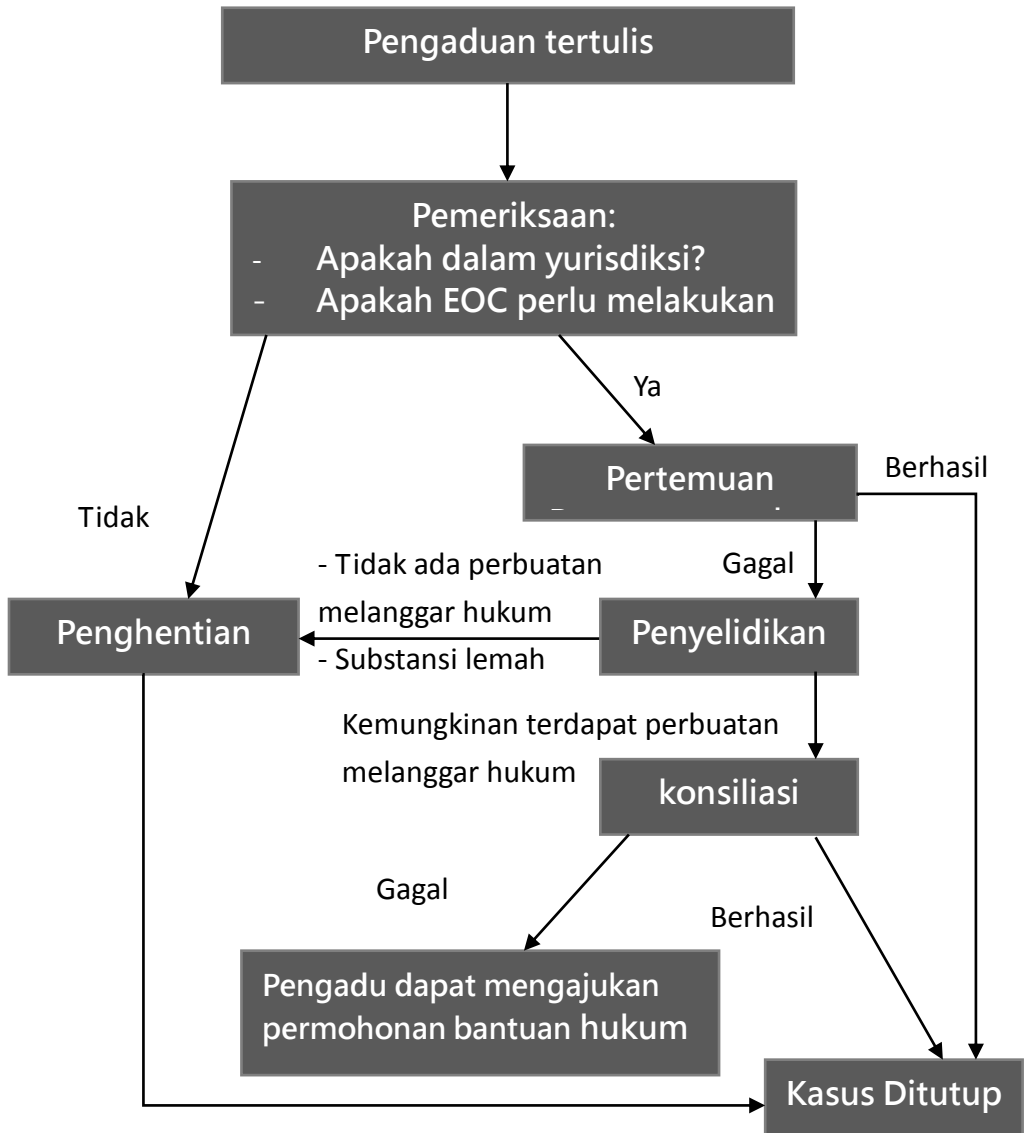 Pengaduan tertulis
Pemeriksaan:
- Apakah dalam yurisdiksi?
- Apakah EOC perlu melakukan
Ya
Pertemuan
Berhasil
Tidak
- Tidak ada perbuatan
melanggar hukum
- Substansi lemah
Gagal
Penghentian
Penyelidikan
Kemungkinan terdapat perbuatan
melanggar hukum
konsiliasi
Gagal
Berhasil
Pengadu dapat mengajukan
permohonan bantuan hukum
Kasus Ditutup